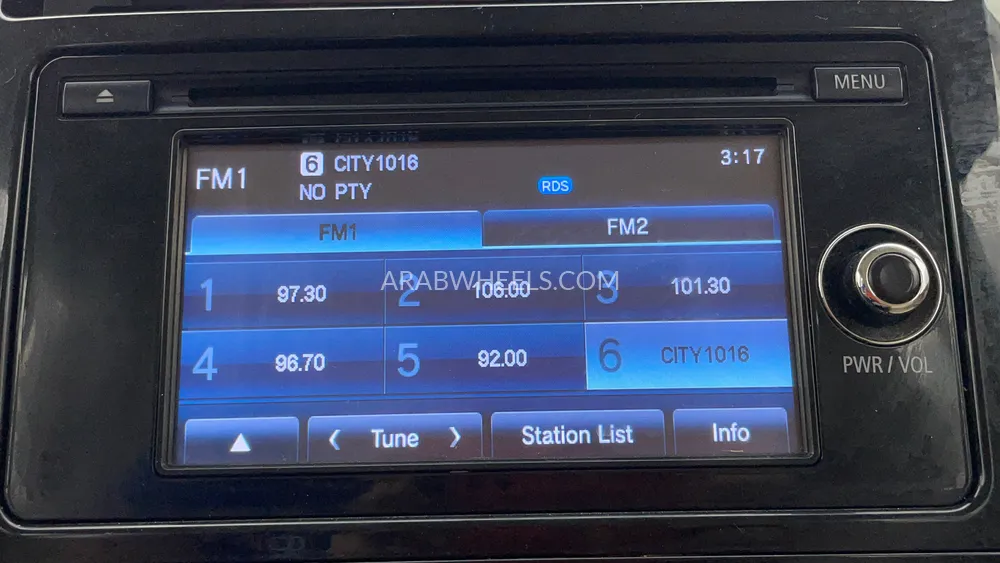 MENU
6 CITY1016
3:17
FM1
NO PTY
RDS
FM1
FM2
ARABWHEELS.COM
1 97.30
2 106.00
3 101.30
4 96.70
5 92.00
6 CITY1016
Tune
Station List
Info
PWR / VOL